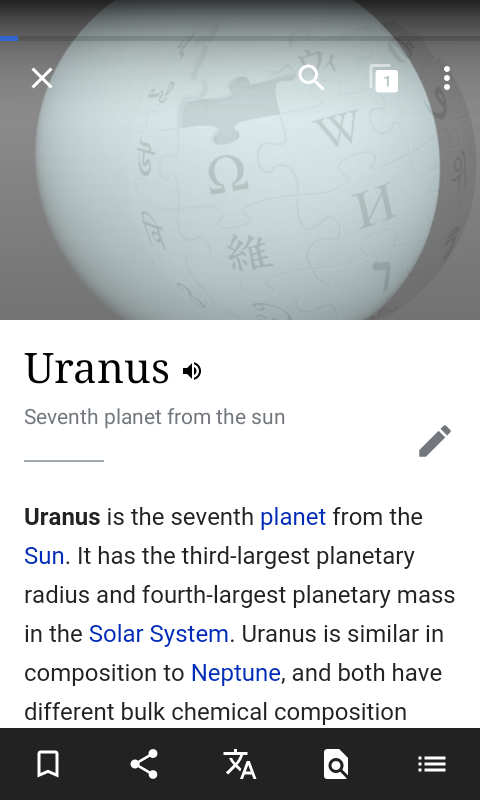 1
W
Ω
И
維
Uranus
Seventh planet from the sun
Uranus is the seventh planet from the
Sun. It has the third-largest planetary
radius and fourth-largest planetary mass
in the Solar System. Uranus is similar in
composition to Neptune, and both have
different bulk chemical composition